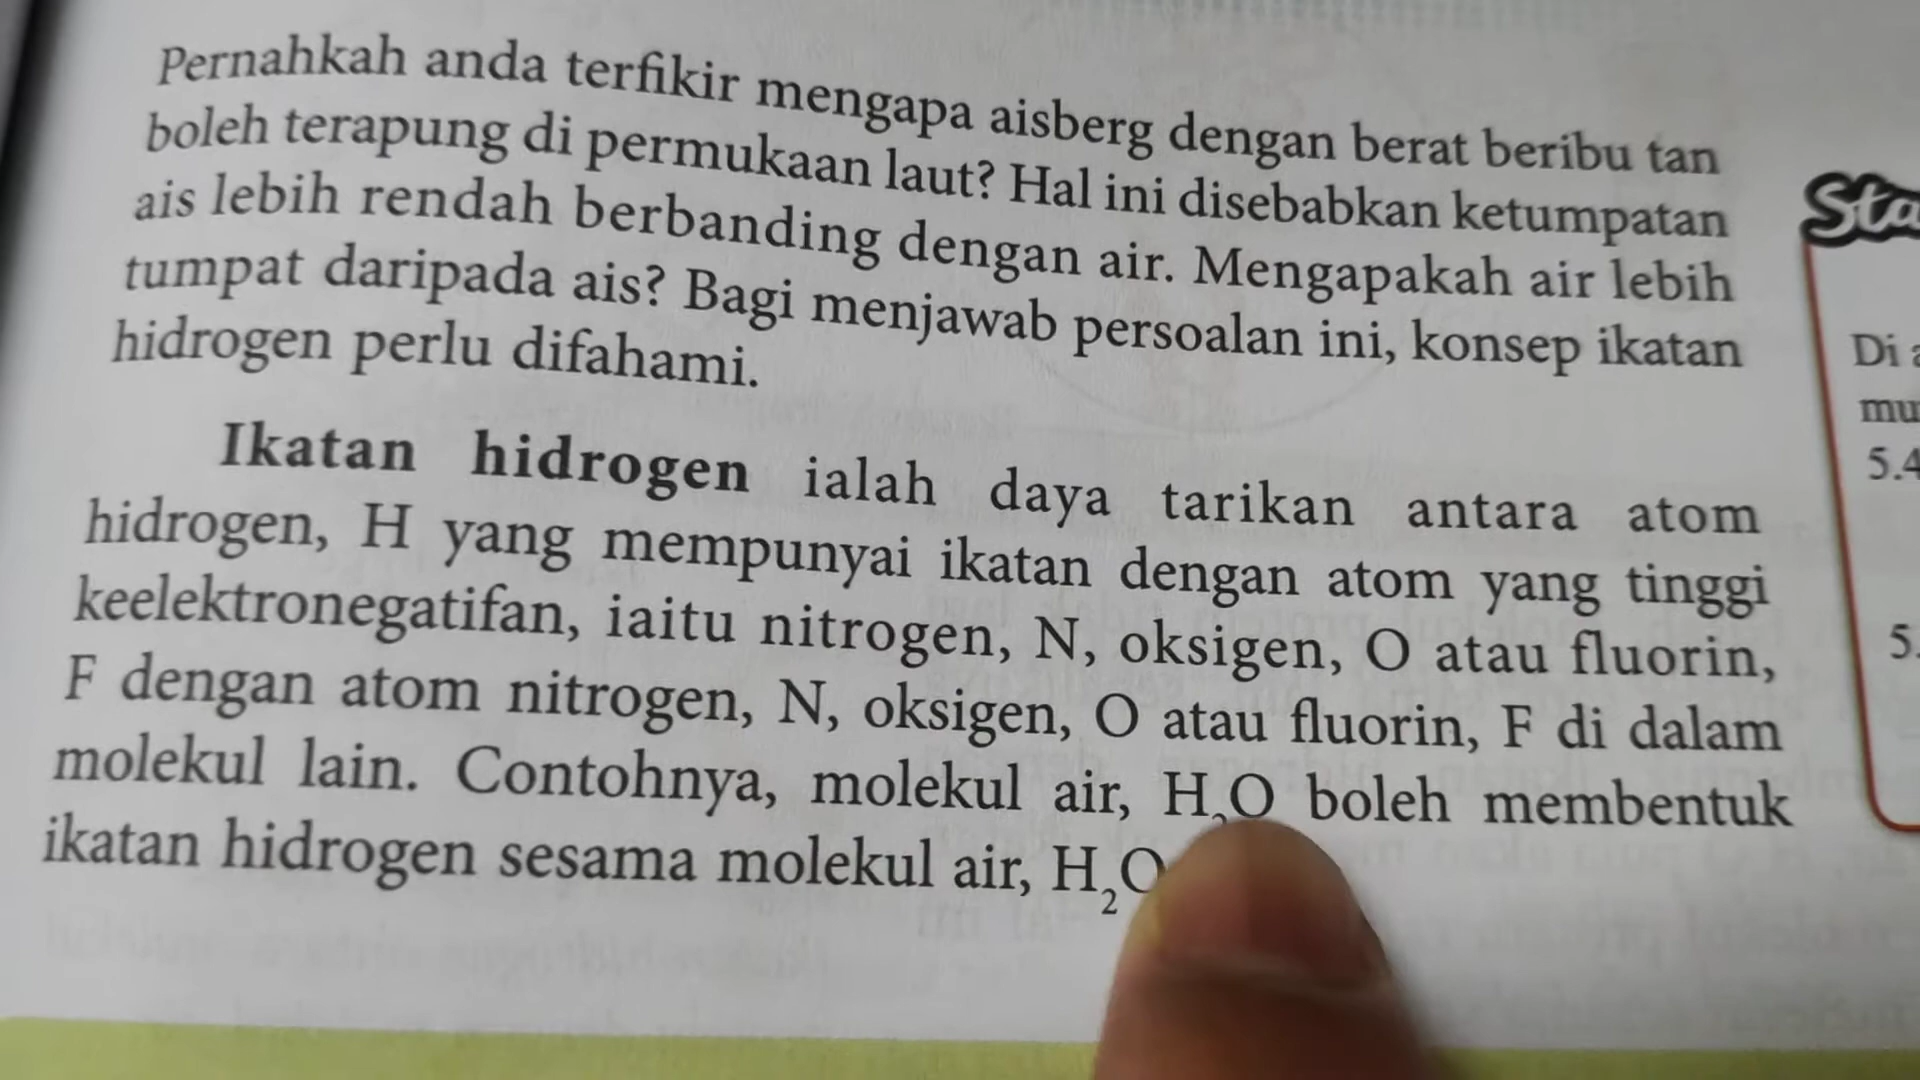 Pernahkah anda terfikir mengapa aisberg dengan berat beribu tan
boleh terapung di permukaan laut? Hal ini disebabkan ketumpatan
ais lebih rendah berbanding dengan air. Mengapakah air lebih
tumpat daripada ais? Bagi menjawab persoalan ini, konsep ikatan
hidrogen perlu difahami.
Ikatan hidrogen ialah daya tarikan antara atom
hidrogen, H yang mempunyai ikatan dengan atom yang tinggi
keelektronegatifan, iaitu nitrogen, N, oksigen, O atau fluorin,
F dengan atom nitrogen, N, oksigen, O atau fluorin, F di dalam
molekul lain. Contohnya, molekul air, H₂O boleh membentuk
ikatan hidrogen sesama molekul air, H₂O
Sta
Di
mu
5.4
5.